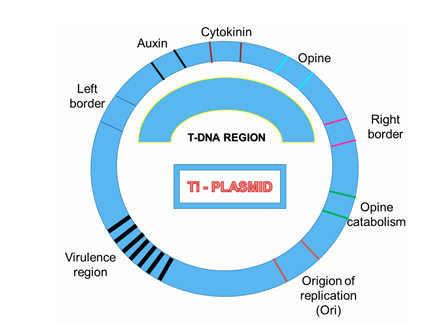 Cytokinin
Auxin
Opine
Left
border
Right
border
T-DNA REGION
TI - PLASMID
Opine
catabolism
Virulence
region
Origion of
replication
(Ori)